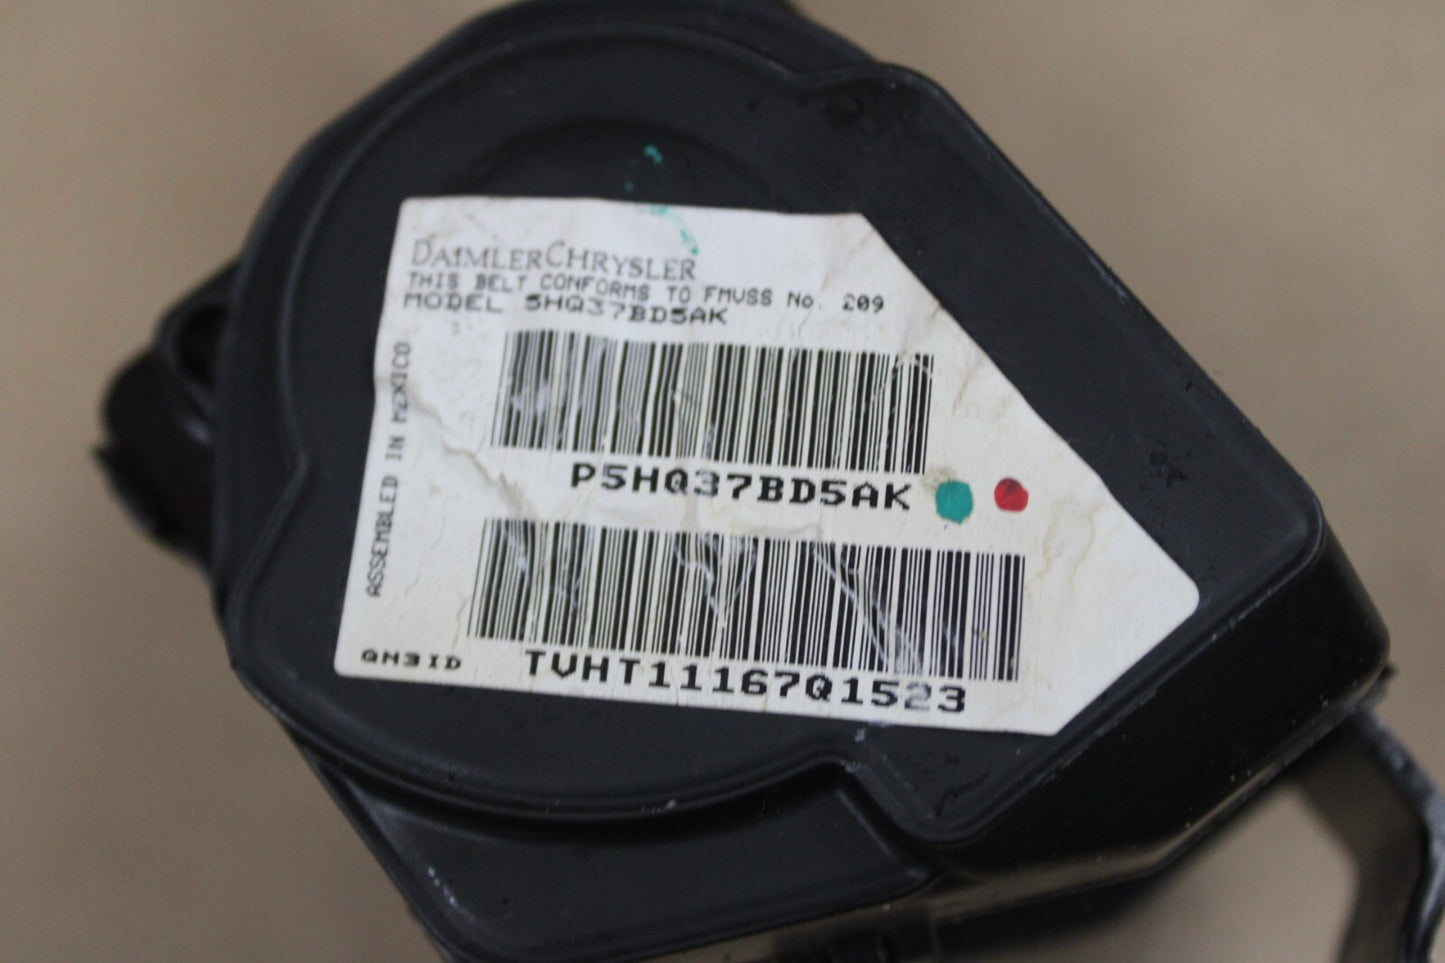 DAIMLERCHRYSLER
THIS BELT CONFORMS TO FMVSS No. 209
MODEL 5HQ37BD5AK
ASSEMBLED IN MEXICO
P5HQ37BD5AK
QM3ID
TVHT11167Q1523